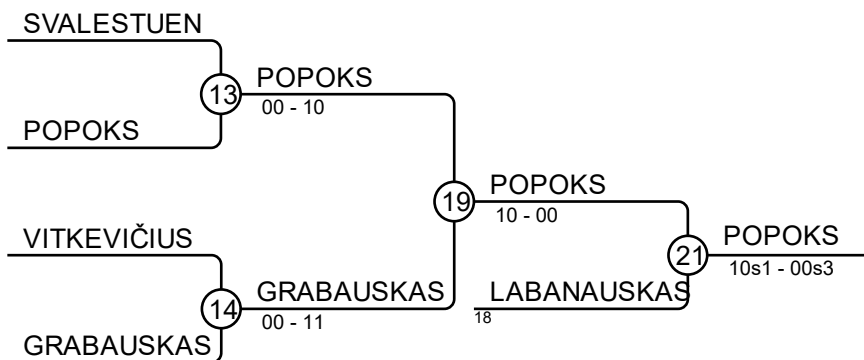 SVALESTUEN
13
POPOKS
00 - 10
POPOKS
19
POPOKS
10 - 00
VITKEVIČIUS
14
GRABAUSKAS
00 - 11
GRABAUSKAS
LABANAUSKAS
18
21
POPOKS
10s1 - 00s3